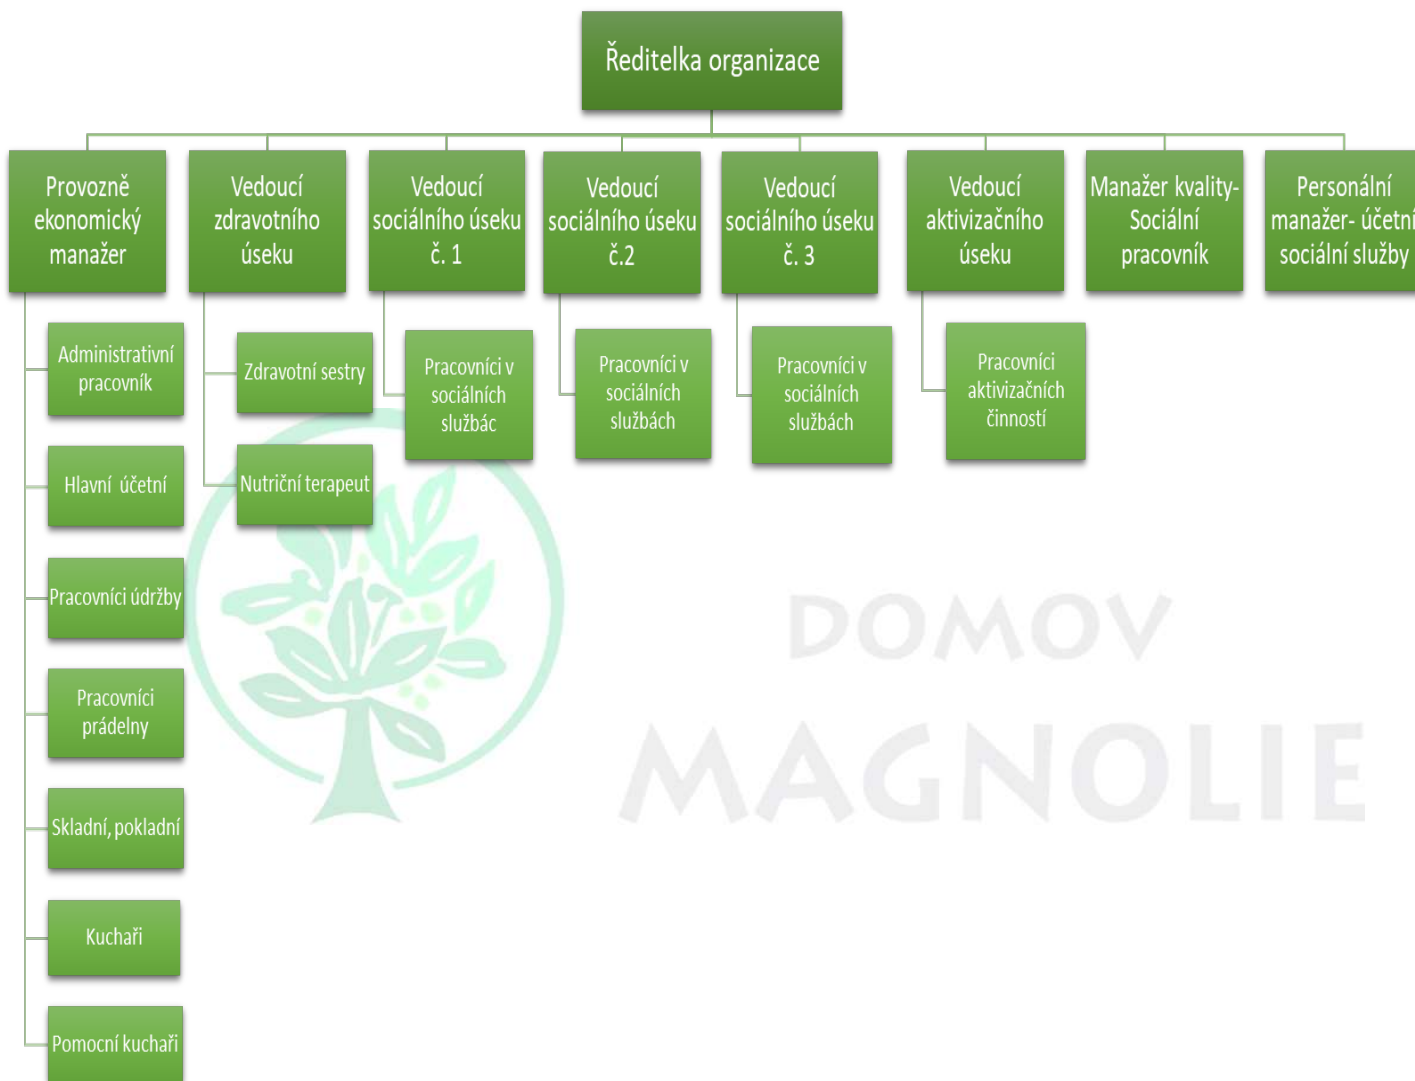 Ředitelka organizace
Provozně
ekonomický
manažer
Vedoucí
zdravotního
úseku
Vedoucí
sociálního úseku
č. 1
Vedoucí
sociálního úseku
č.2
Vedoucí
sociálního úseku
č. 3
Vedoucí
aktivizačního
úseku
Manažer kvality-
Sociální
pracovník
Personální
manažer- účetní
sociální služby
Administrativní
pracovník
Hlavní účetní
Pracovníci údržby
Pracovníci
prádelny
Skladní, pokladní
Kuchaři
Pomocní kuchaři
Zdravotní sestry
Nutriční terapeut
Pracovníci v
sociálních
službác
Pracovníci v
sociálních
službách
Pracovníci v
sociálních
službách
Pracovníci
aktivizačních
činností
DOMOV
MAGNOLIE